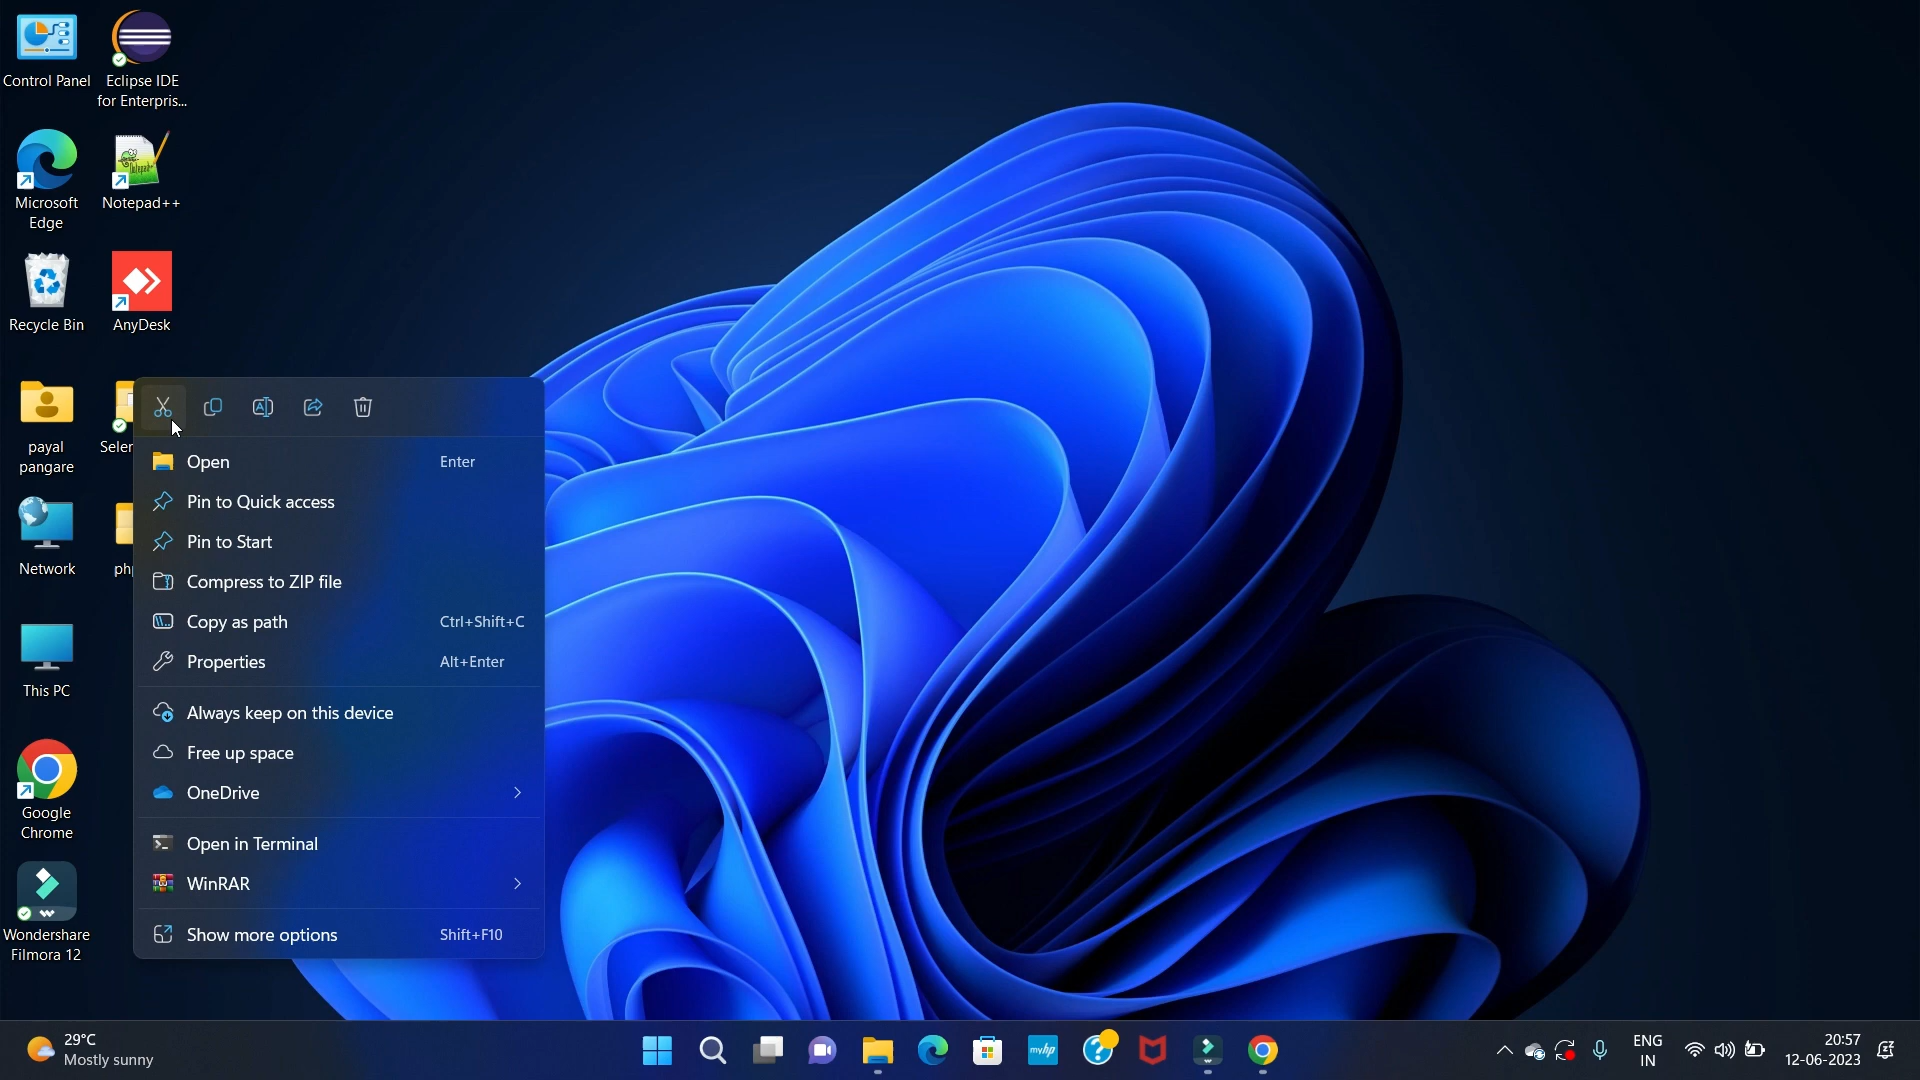 Control Panel
Eclipse IDE
for Enterpris...
Microsoft
Edge
Notepad++
Recycle Bin
AnyDesk
payal
pangare
Seler
Network
php
This PC
Google
Chrome
Wondershare
Filmora 12
Open Enter
Pin to Quick access
Pin to Start
Compress to ZIP file
Copy as path Ctrl+Shift+C
Properties Alt+Enter
Always keep on this device
Free up space
OneDrive
Open in Terminal
WinRAR
Show more options Shift+F10
29°C
Mostly sunny
myhp
ENG
IN
20:57
12-06-2023